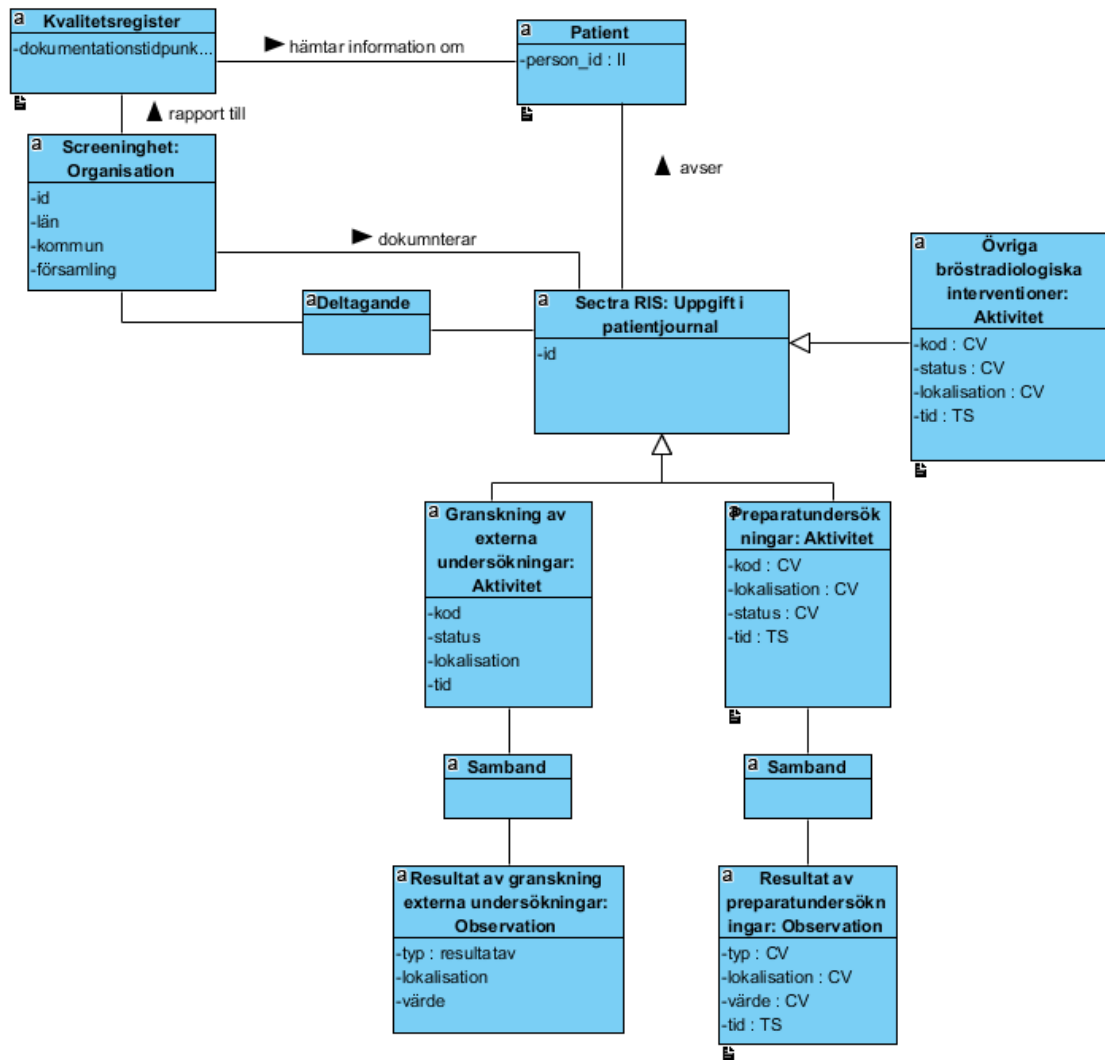 a Kvalitetsregister
-dokumentationstidpunk...
hämtar information om
a Patient
-person_id : II
rapport till
a Screeninghet:
Organisation
-id
-län
-kommun
-församling
avser
dokumnterar
a Deltagande
a Sectra RIS: Uppgift i
patientjournal
-id
a Övriga
bröstradiologiska
interventioner:
Aktivitet
-kod : CV
-status : CV
-lokalisation : CV
-tid : TS
a Granskning av
externa
undersökningar:
Aktivitet
-kod
-status
-lokalisation
-tid
a Preparatundersök
ningar: Aktivitet
-kod : CV
-lokalisation : CV
-status : CV
-tid : TS
a Samband
a Samband
a Resultat av granskning
externa undersökningar:
Observation
-typ : resultatav
-lokalisation
-värde
a Resultat av
preparatundersökn
ingar: Observation
-typ : CV
-lokalisation : CV
-värde : CV
-tid : TS